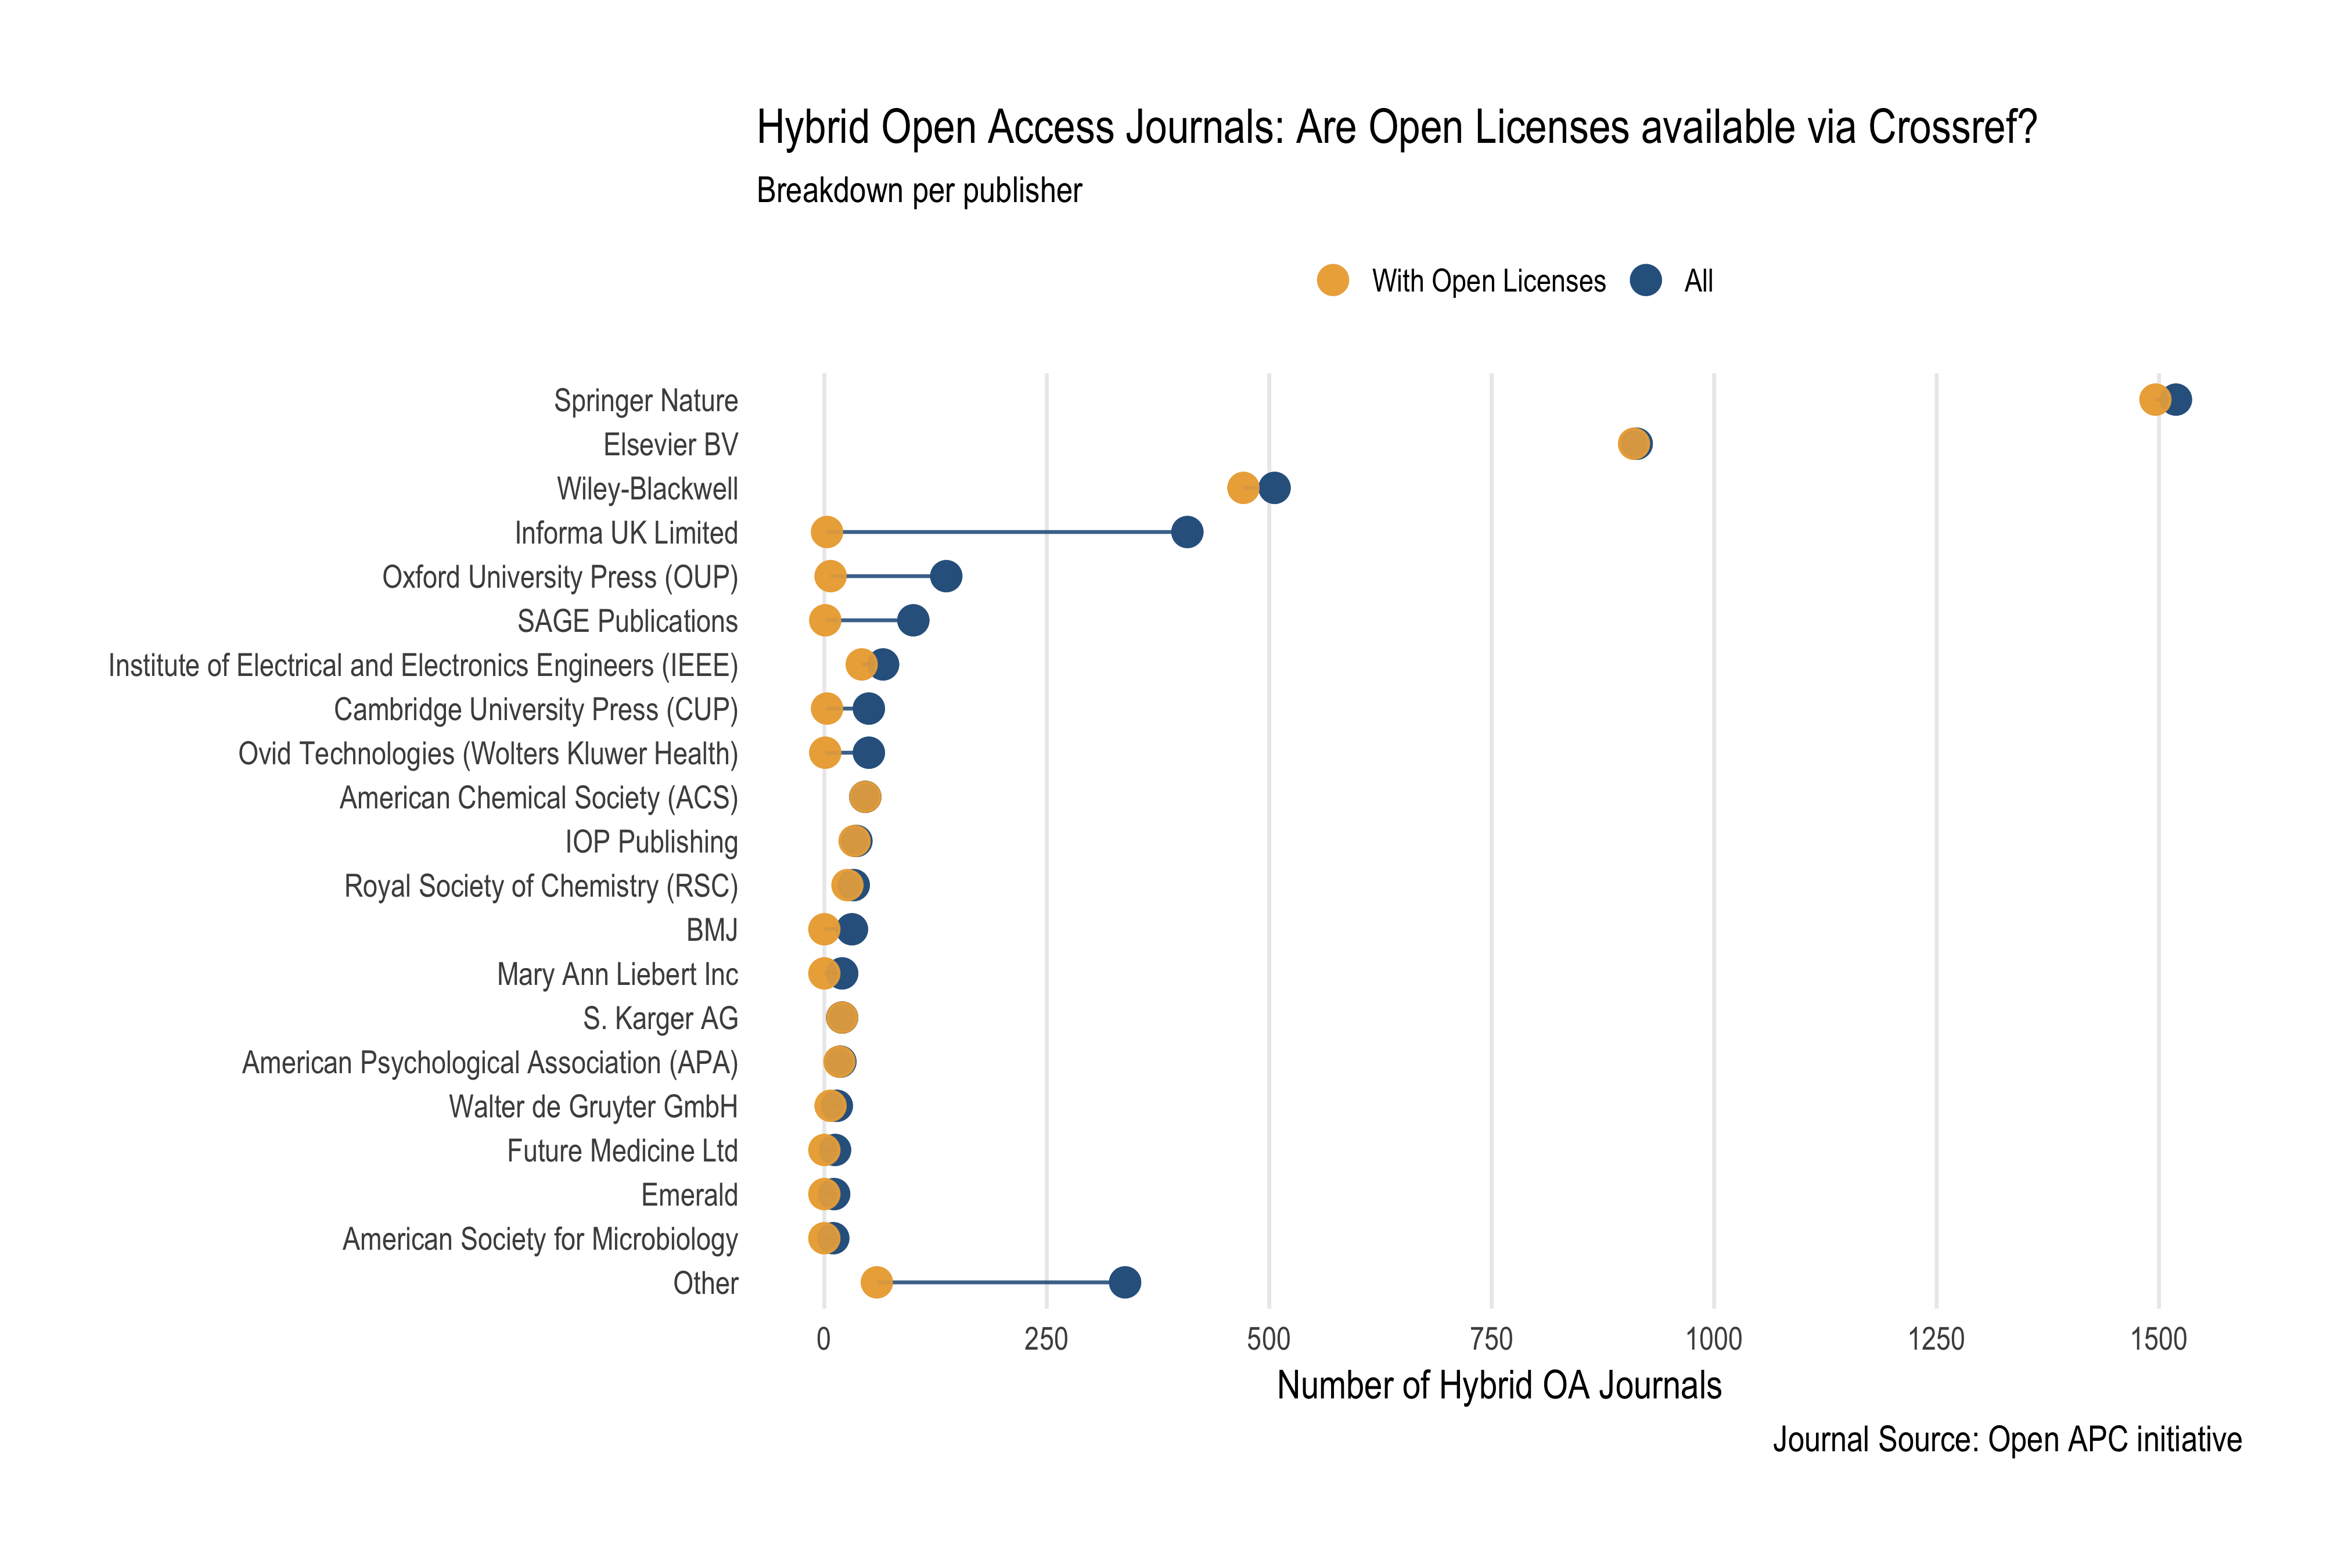 Hybrid Open Access Journals: Are Open Licenses available via Crossref?
Breakdown per publisher
With Open Licenses
All
Springer Nature
Elsevier BV
Wiley-Blackwell
Informa UK Limited
Oxford University Press (OUP)
SAGE Publications
Institute of Electrical and Electronics Engineers (IEEE)
Cambridge University Press (CUP)
Ovid Technologies (Wolters Kluwer Health)
American Chemical Society (ACS)
IOP Publishing
Royal Society of Chemistry (RSC)
BMJ
Mary Ann Liebert Inc
S. Karger AG
American Psychological Association (APA)
Walter de Gruyter GmbH
Future Medicine Ltd
Emerald
American Society for Microbiology
Other
0 250 500 750 1000 1250 1500
Number of Hybrid OA Journals
Journal Source: Open APC initiative